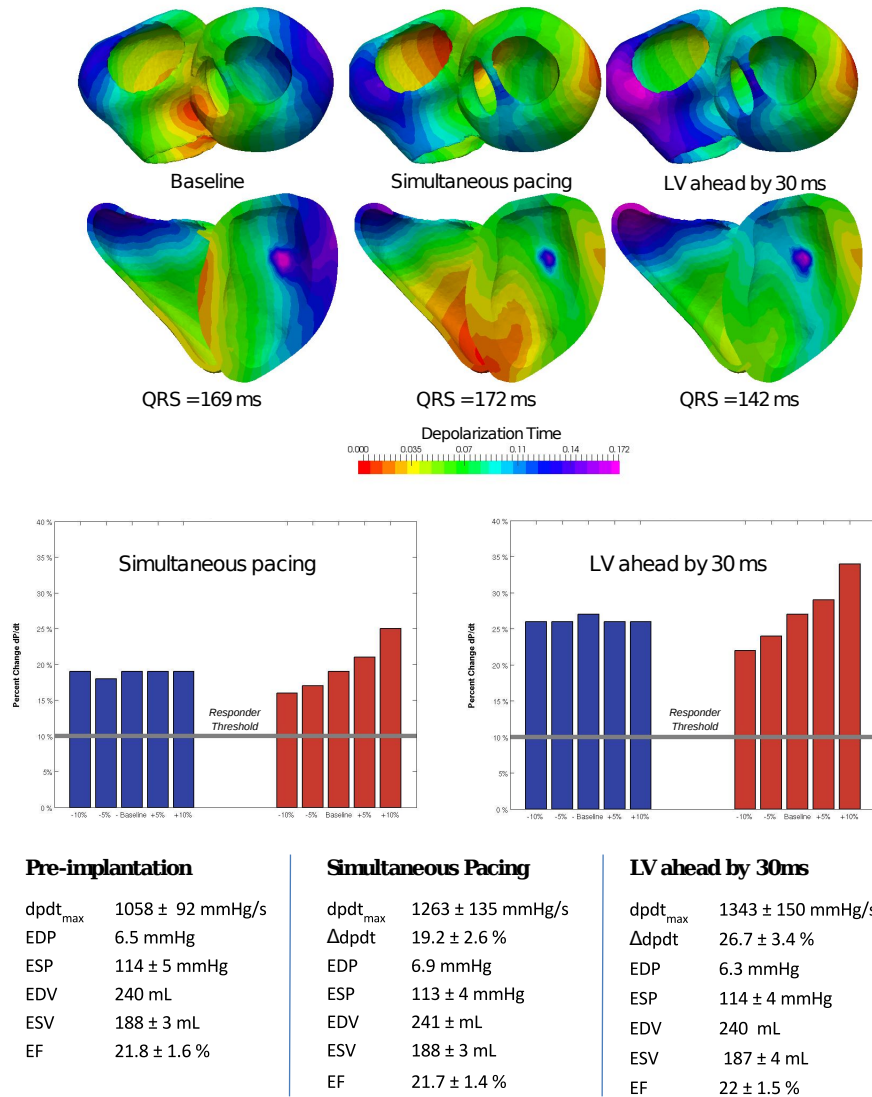 Baseline
Simultaneous pacing
LV ahead by 30 ms
QRS = 169 ms
QRS = 172 ms
QRS = 142 ms
Depolarization Time
0.000 0.035 0.07 0.11 0.14 0.172
Simultaneous pacing
Percent Change dP/dt
40 %
35%
30%
25%
20%
15%
10%
5%
0 %
Responder
Threshold
-10% -5% - Baseline +5% +10% -10% -5% Baseline +5% +10%
LV ahead by 30 ms
Percent Change dP/dt
40 %
35%
30%
25%
20%
15%
10%
5%
0 %
Responder
Threshold
-10% -5% - Baseline +5% +10% -10% -5% Baseline +5% +10%
Pre-implantation
dpdt max 1058 ± 92 mmHg/s
EDP 6.5 mmHg
ESP 114 ± 5 mmHg
EDV 240 mL
ESV 188 ± 3 mL
EF 21.8 ± 1.6 %
Simultaneous Pacing
dpdt max 1263 ± 135 mmHg/s
Δdpdt 19.2 ± 2.6 %
EDP 6.9 mmHg
ESP 113 ± 4 mmHg
EDV 241 ± mL
ESV 188 ± 3 mL
EF 21.7 ± 1.4 %
LV ahead by 30ms
dpdt max 1343 ± 150 mmHg/s
Δdpdt 26.7 ± 3.4 %
EDP 6.3 mmHg
ESP 114 ± 4 mmHg
EDV 240 mL
ESV 187 ± 4 mL
EF 22 ± 1.5 %